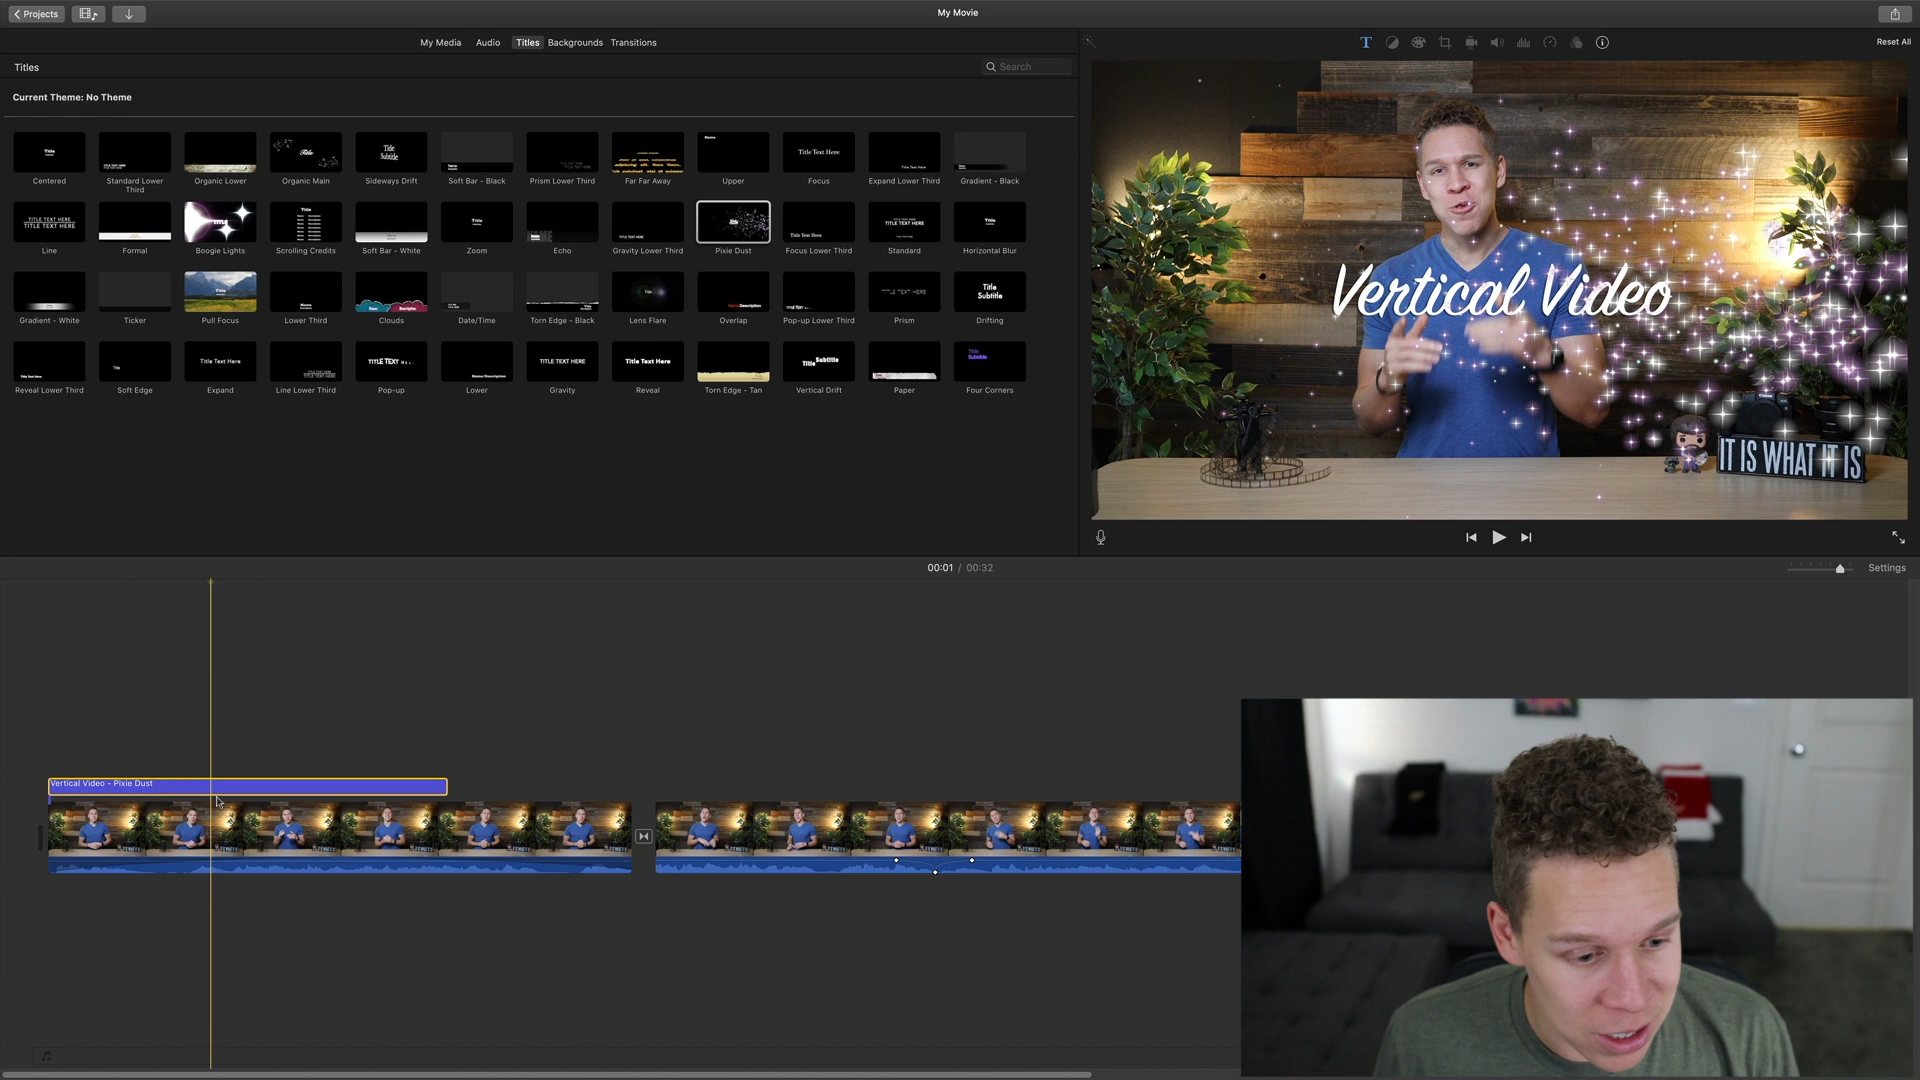 Projects
My Movie
My Media Audio Titles Backgrounds Transitions
Reset All
Titles
Search
Current Theme: No Theme
Centered
Standard Lower Third
Organic Lower
Organic Main
Sideways Drift
Soft Bar - Black
Prism Lower Third
Far Far Away
Upper
Focus
Expand Lower Third
Gradient - Black
Line
Formal
Boogie Lights
Scrolling Credits
Soft Bar - White
Zoom
Echo
Gravity Lower Third
Pixie Dust
Focus Lower Third
Standard
Horizontal Blur
Gradient - White
Ticker
Pull Focus
Lower Third
Clouds
Date/Time
Torn Edge - Black
Lens Flare
Overlap
Pop-up Lower Third
Prism
Drifting
Reveal Lower Third
Soft Edge
Expand
Line Lower Third
Pop-up
Lower
Gravity
Reveal
Torn Edge - Tan
Vertical Drift
Paper
Four Corners
Vertical Video
IT IS WHAT IT IS
00:01 / 00:32
Settings
Vertical Video - Pixie Dust